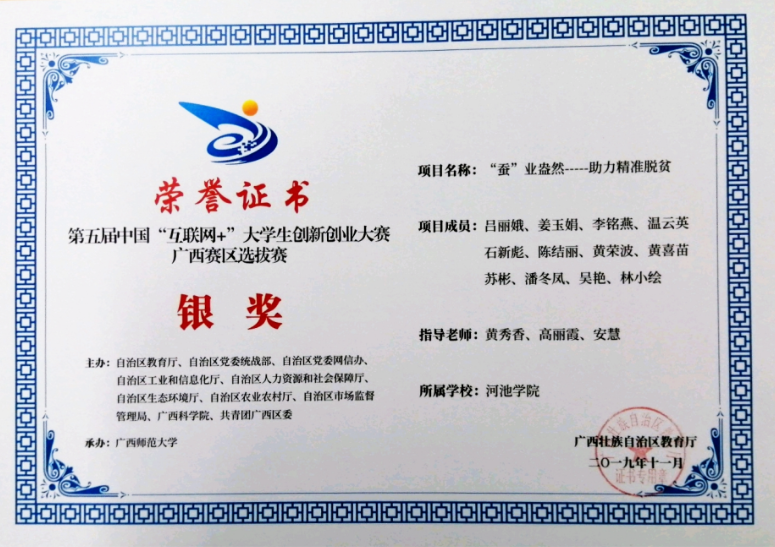 荣誉证书
第五届中国“互联网+”大学生创新创业大赛
广西赛区选拔赛
银奖
主办：自治区教育厅、自治区党委统战部、自治区党委网信办、
自治区工业和信息化厅、自治区人力资源和社会保障厅、
自治区生态环境厅、自治区农业农村厅、自治区市场监督
管理局、广西科学院、共青团广西区委
承办：广西师范大学
项目名称：“蚕”业盎然-----助力精准脱贫
项目成员：吕丽娥、姜玉娟、李铭燕、温云英
石新彪、陈结丽、黄荣波、黄喜苗
苏彬、潘冬凤、吴艳、林小绘
指导老师：黄秀香、高丽霞、安慧
所属学校：河池学院
广西壮族自治区教育厅
二〇一九年十一月
证书专用章